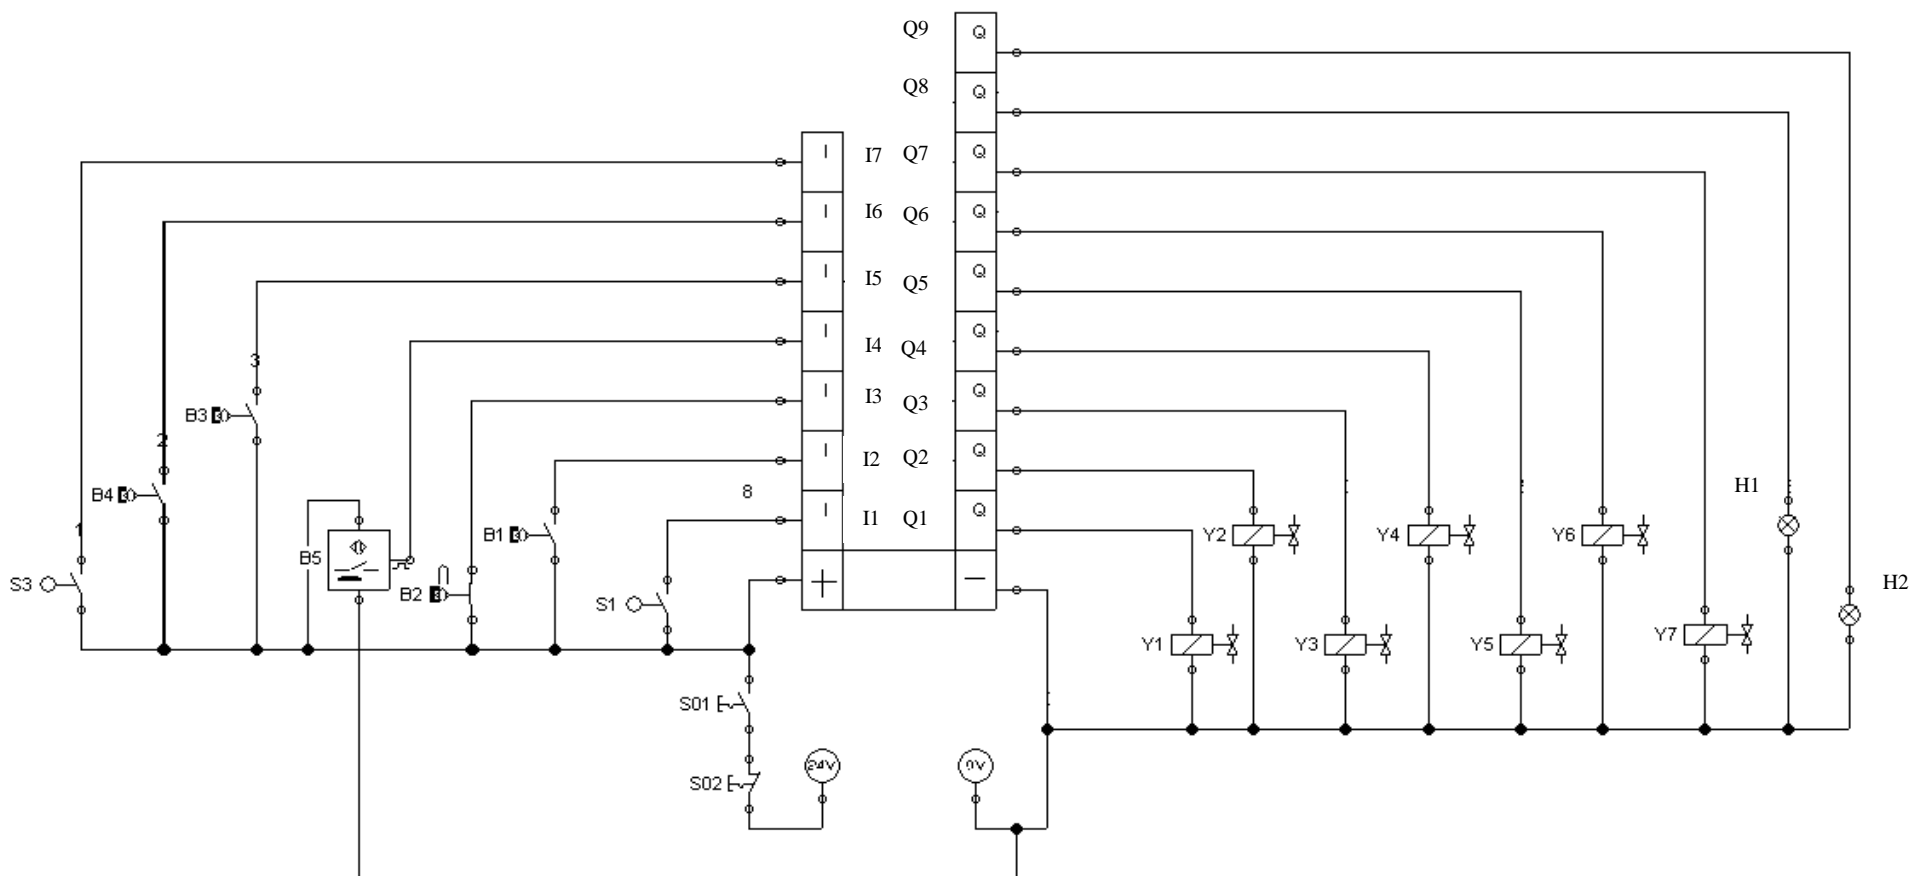 Q9 Q
Q8 Q
I I7 Q7 Q
I I6 Q6 Q
I I5 Q5 Q
I I4 Q4 Q
3
I I3 Q3 Q
B3
2
I I2 Q2 Q
B4
8
H1
1
I I1 Q1 Q
B5
B1
Y2
Y4
Y6
S3
B2
S1
+
−
H2
Y1
Y3
Y5
Y7
S01
S02
24V
0V